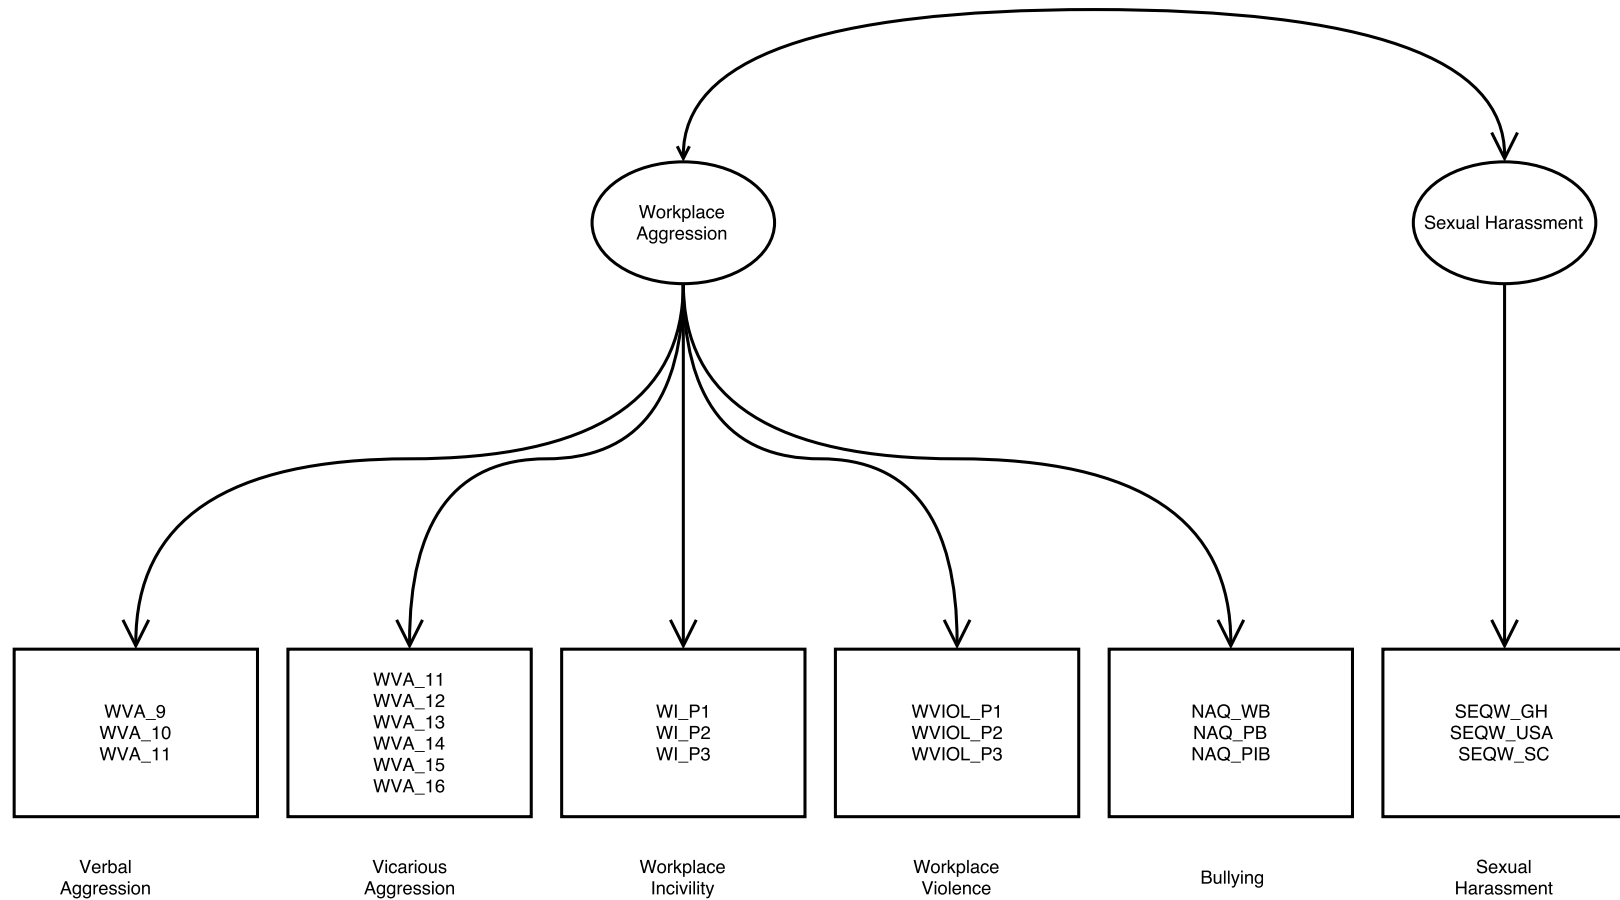 Workplace
Aggression
Sexual Harassment
WVA_9
WVA_10
WVA_11
WVA_11
WVA_12
WVA_13
WVA_14
WVA_15
WVA_16
WI_P1
WI_P2
WI_P3
WVIOL_P1
WVIOL_P2
WVIOL_P3
NAQ_WB
NAQ_PB
NAQ_PIB
SEQW_GH
SEQW_USA
SEQW_SC
Verbal
Aggression
Vicarious
Aggression
Workplace
Incivility
Workplace
Violence
Bullying
Sexual
Harassment